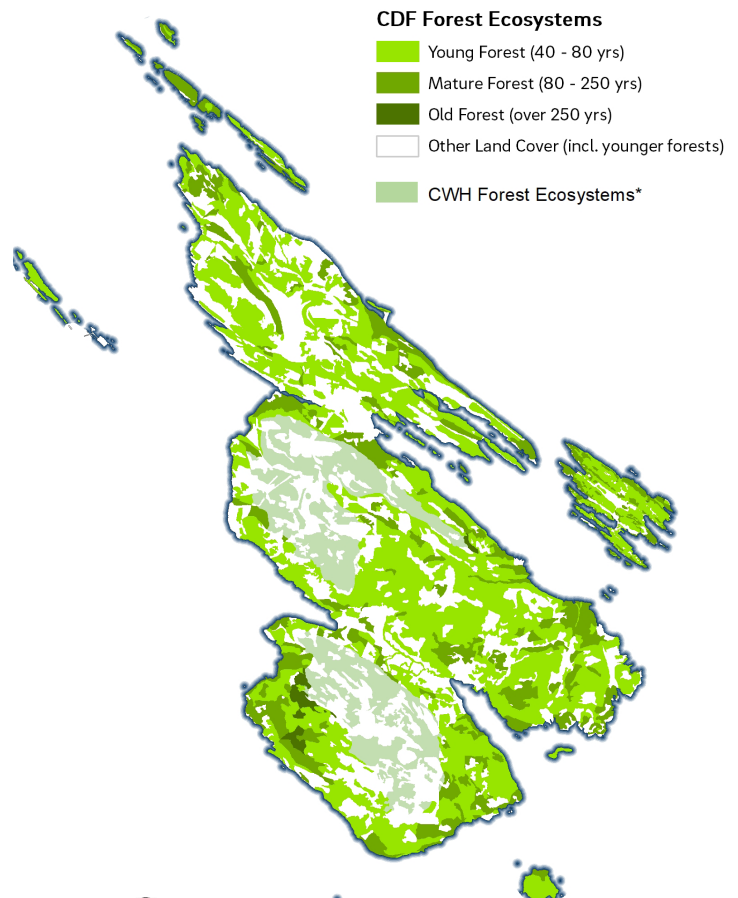 CDF Forest Ecosystems
Young Forest (40 - 80 yrs)
Mature Forest (80 - 250 yrs)
Old Forest (over 250 yrs)
Other Land Cover (incl. younger forests)
CWH Forest Ecosystems*